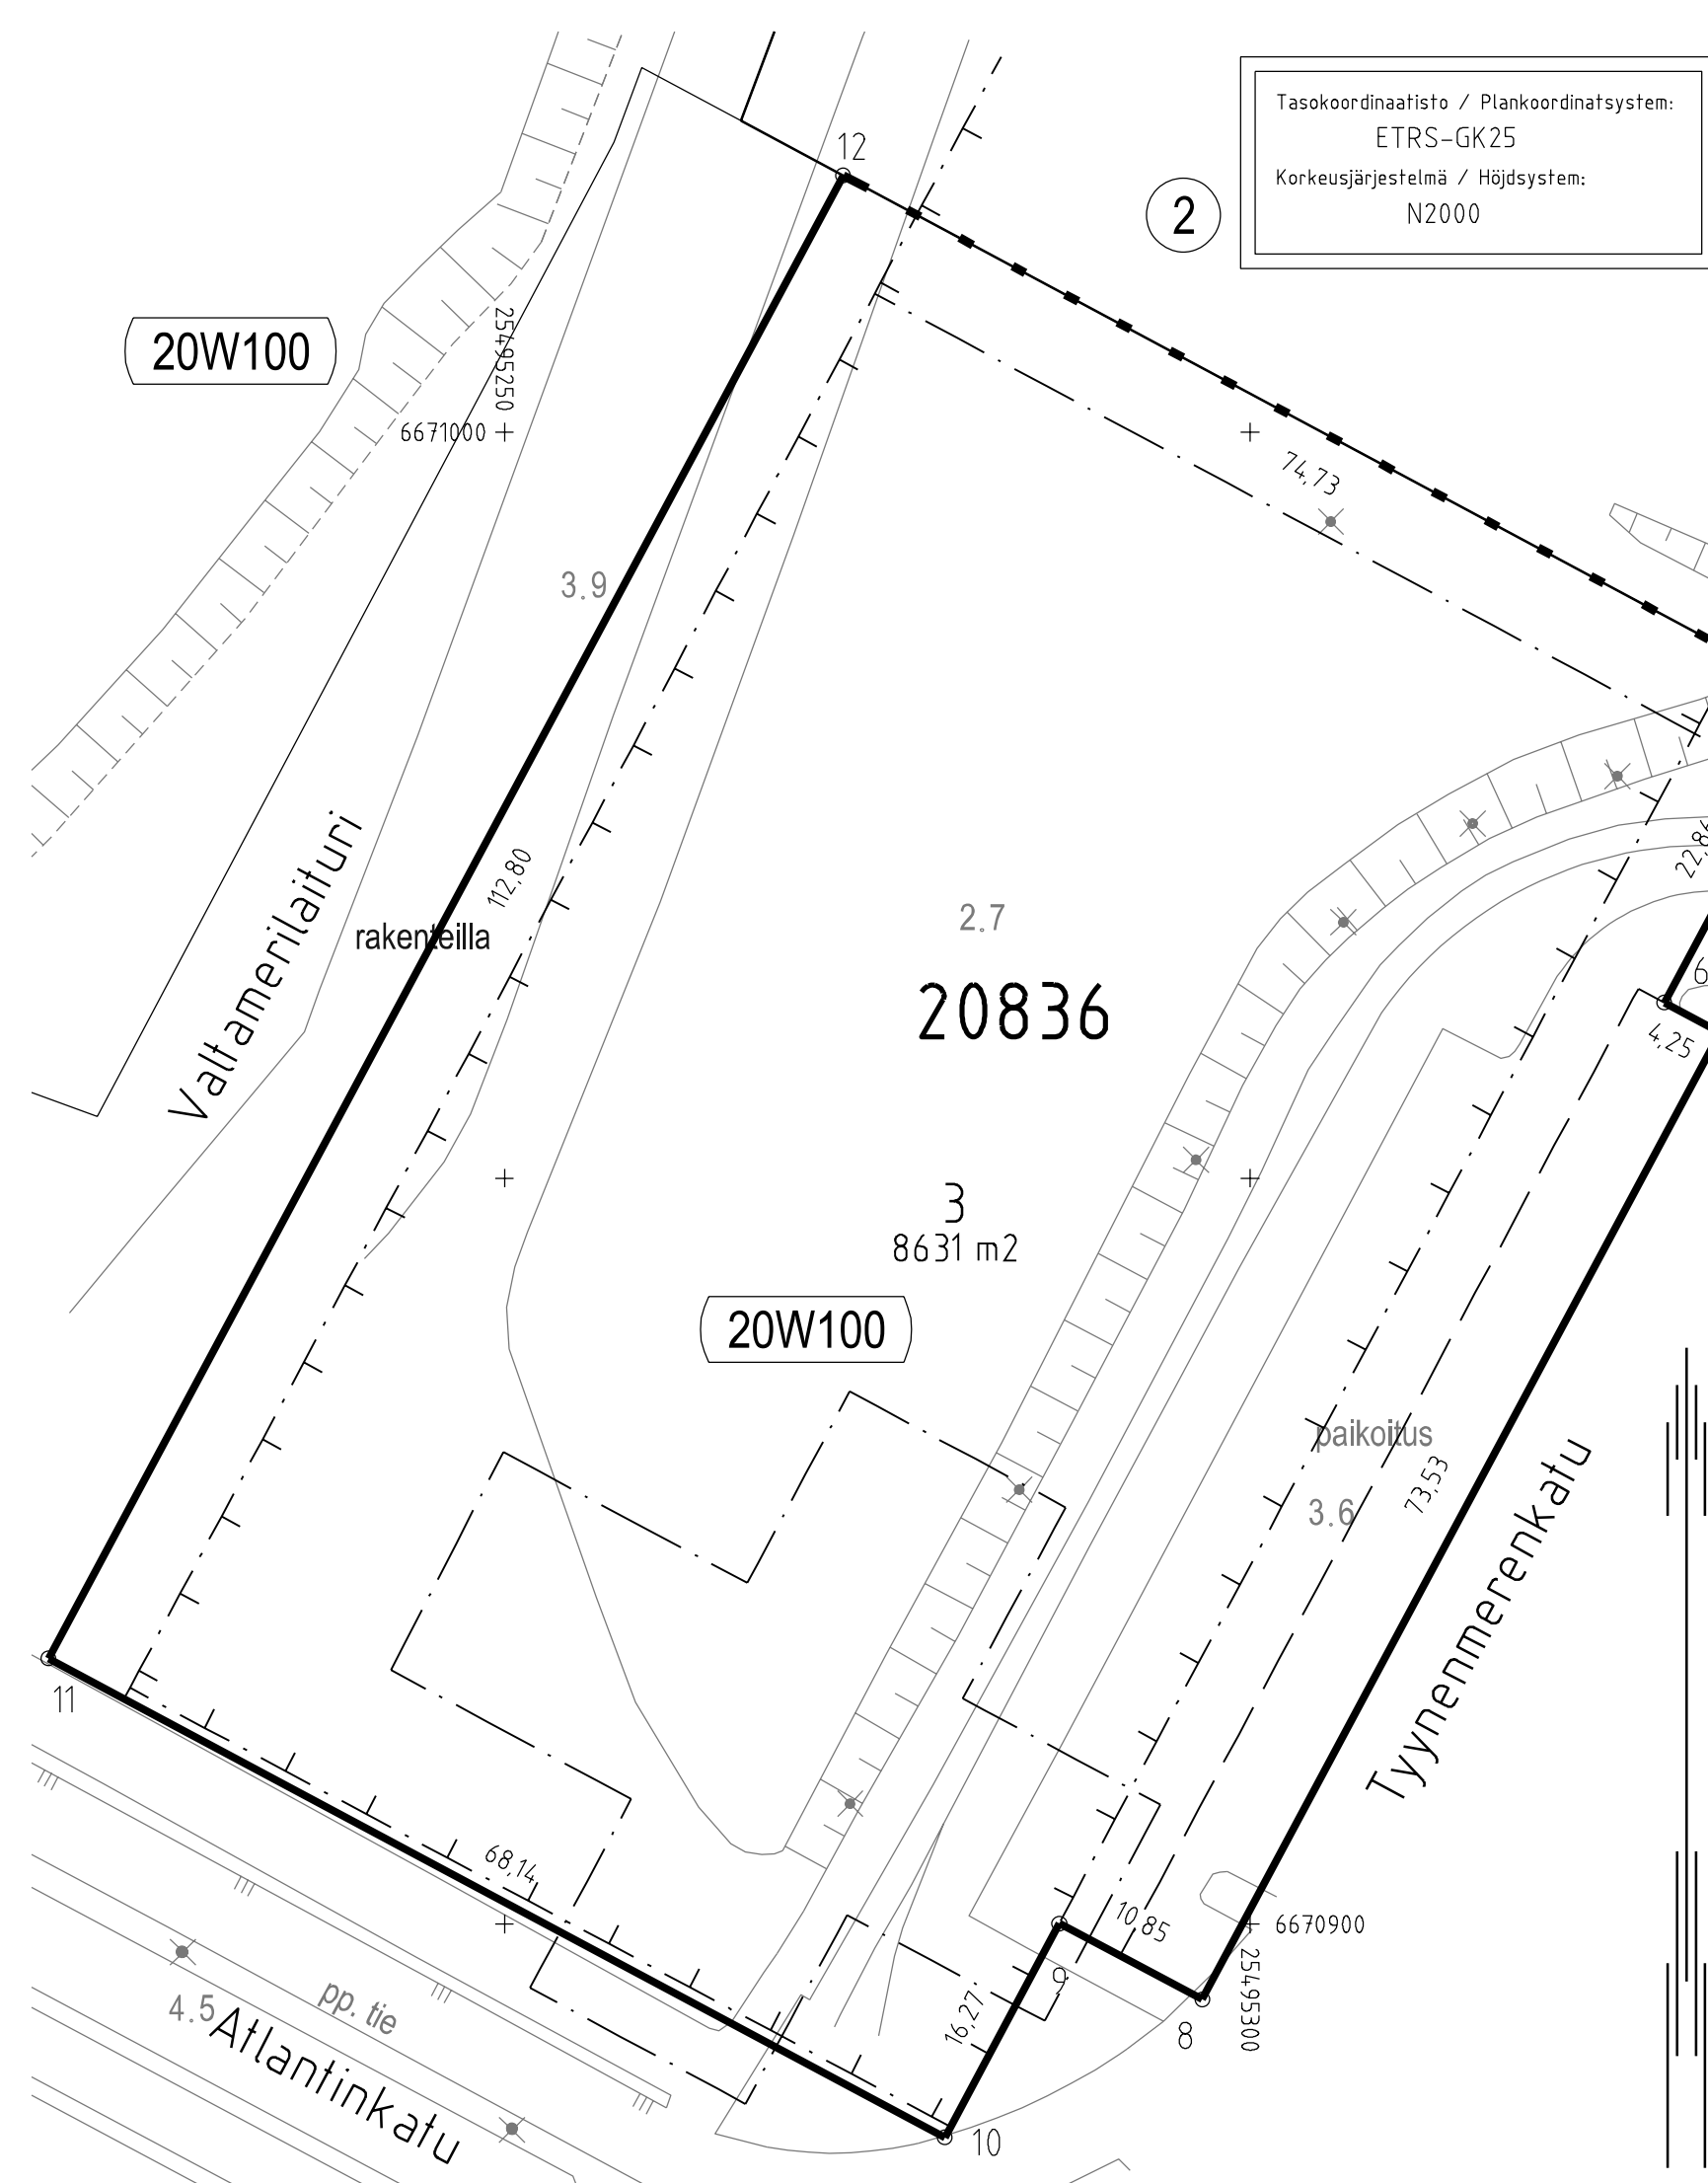 Tasokoordinaatisto / Plankoordinatsystem:
ETRS-GK25
Korkeusjärjestelmä / Höjdsystem:
N2000
12
2
20W100
25495250
6671000
74,73
3.9
Valtamerilaituri
112,80
rakenteilla
2.7
20836
6
4,25
3
8631 m2
20W100
paikoitus
73,53
3.6
Tyynenmerenkatu
11
68,14
10,85
6670900
25495300
9
16,27
8
pp. tie
4.5
Atlantinkatu
10